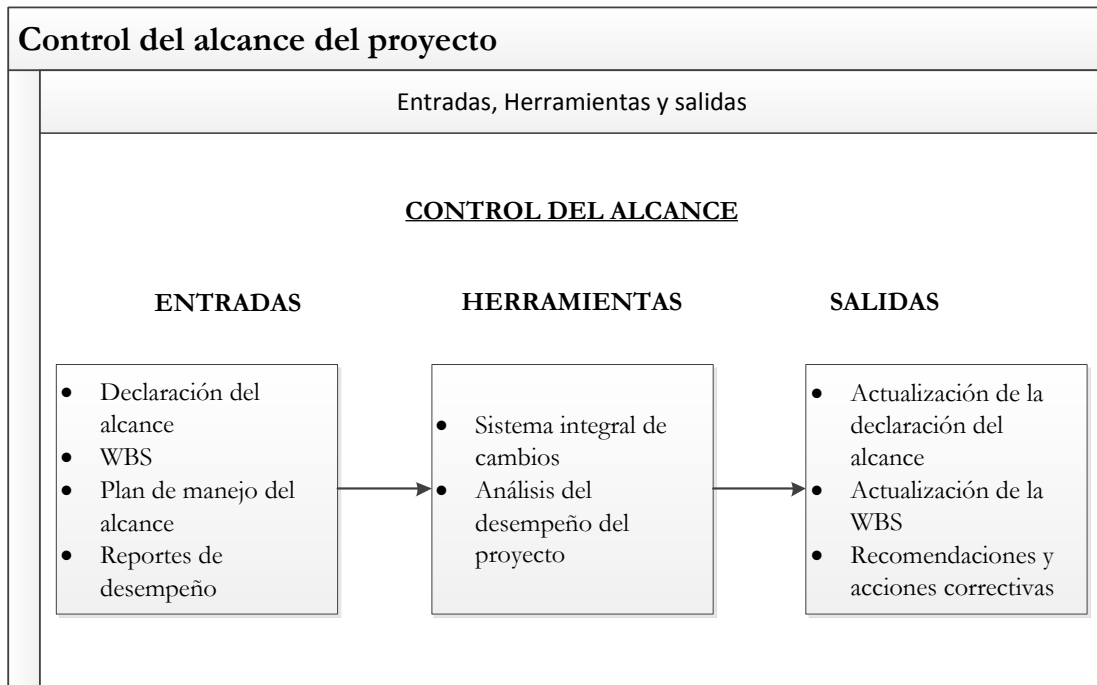 Control del alcance del proyecto
Entradas, Herramientas y salidas
CONTROL DEL ALCANCE
ENTRADAS
HERRAMIENTAS
SALIDAS
• Declaración del
alcance
• WBS
• Plan de manejo del
alcance
• Reportes de
desempeño
• Sistema integral de
cambios
• Análisis del
desempeño del
proyecto
• Actualización de la
declaración del
alcance
• Actualización de la
WBS
• Recomendaciones y
acciones correctivas